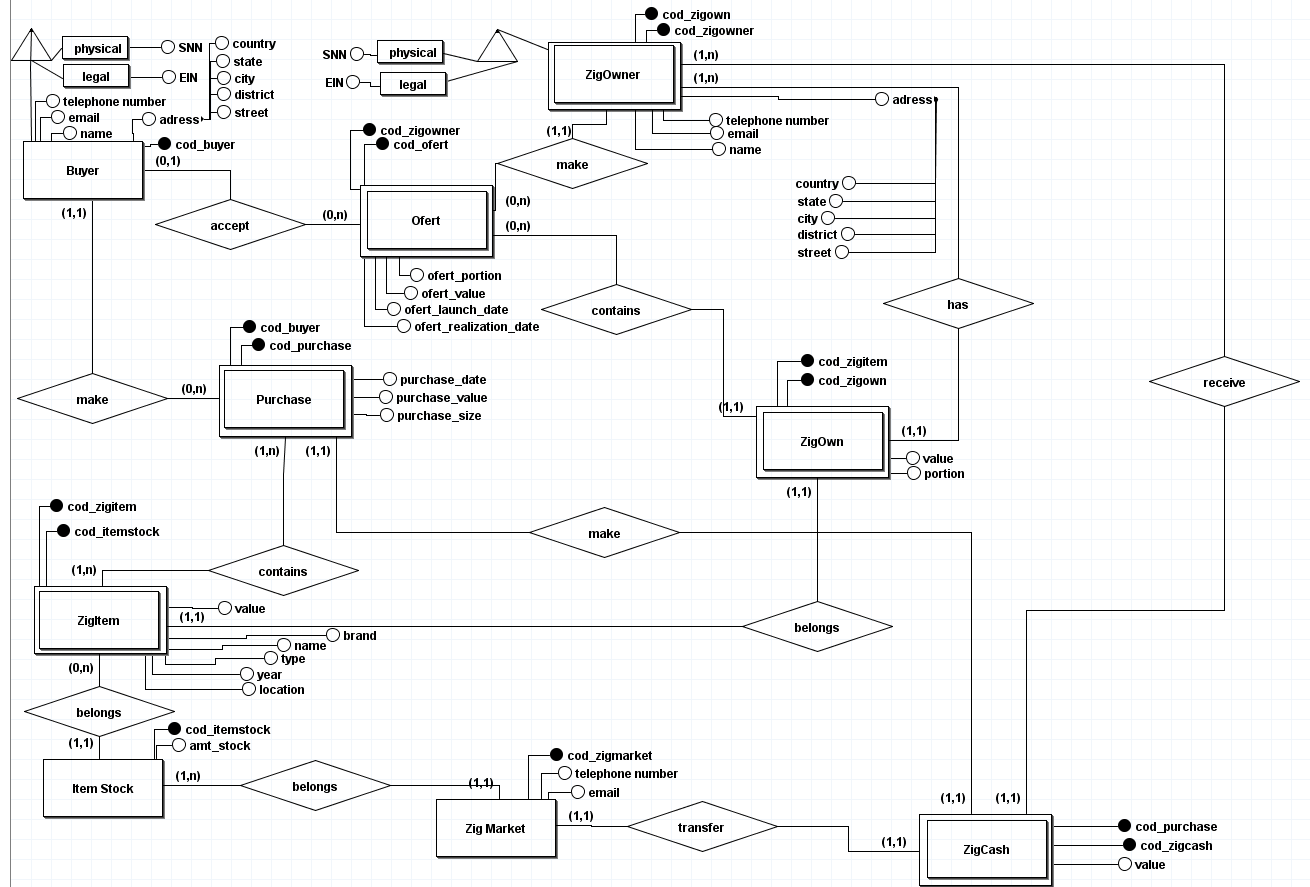 cod_zigown
cod_zigowner
physical
SNN
legal
EIN
country
state
city
district
street
telephone number
email
name
adress
cod_buyer
Buyer
(0,1)
(1,1)
SNN
physical
EIN
legal
ZigOwner
(1,n)
(1,n)
adress
telephone number
email
name
(1,1)
make
cod_zigowner
cod_ofert
(0,n)
(0,n)
Ofert
(0,n)
accept
country
state
city
district
street
ofert_portion
ofert_value
ofert_launch_date
ofert_realization_date
contains
has
cod_buyer
cod_purchase
Purchase
purchase_date
purchase_value
purchase_size
make
(0,n)
(1,n)
(1,1)
cod_zigitem
cod_zigown
receive
(1,1)
ZigOwn
(1,1)
value
portion
(1,1)
cod_zigitem
cod_itemstock
make
contains
(1,n)
ZigItem
value
(1,1)
brand
name
type
year
location
belongs
(0,n)
belongs
(1,1)
cod_itemstock
amt_stock
Item Stock
(1,n)
belongs
(1,1)
cod_zigmarket
telephone number
email
Zig Market
(1,1)
transfer
(1,1)
(1,1)
(1,1)
ZigCash
cod_purchase
cod_zigcash
value